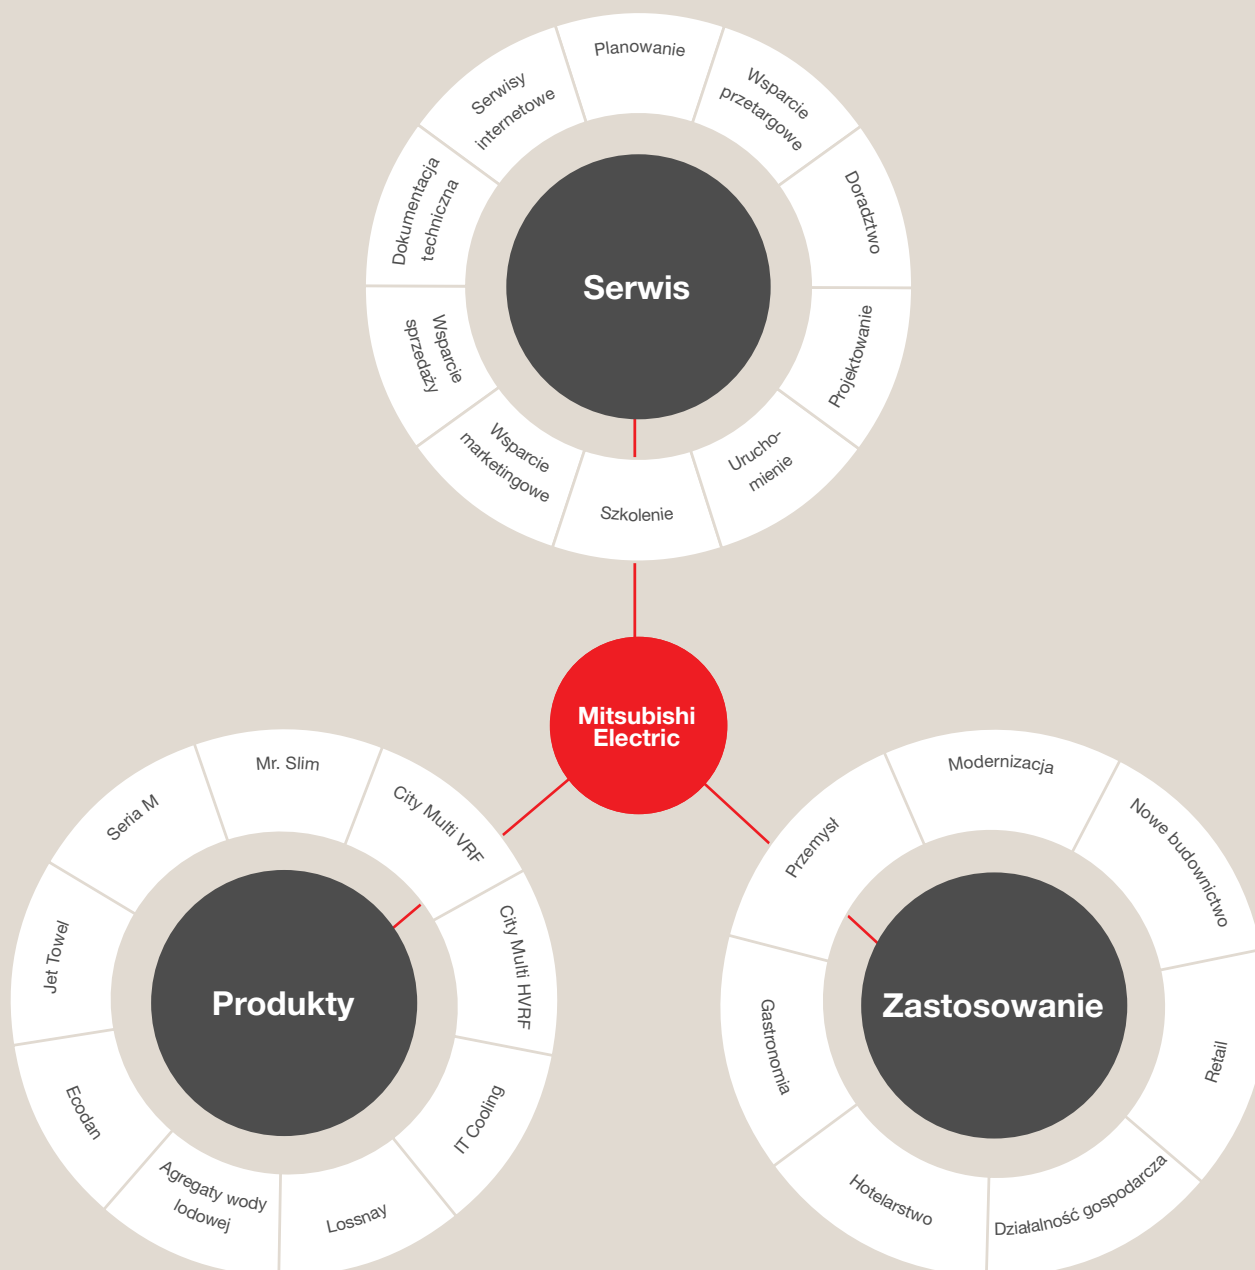 Planowanie
Wsparcie
przetargowe
Doradztwo
Projektowanie
Urucho-
mienie
Szkolenie
Wsparcie
marketingowe
Wsparcie
sprzedaży
Dokumentacja
techniczna
Serwisy
internetowe
Serwis
Mitsubishi
Electric
Mr. Slim
City Multi VRF
City Multi HVRF
IT Cooling
Lossnay
Agregaty wody
lodowej
Ecodan
Jet Towel
Seria M
Produkty
Modernizacja
Nowe budownictwo
Retail
Działalność gospodarcza
Hotelarstwo
Gastronomia
Przemysł
Zastosowanie